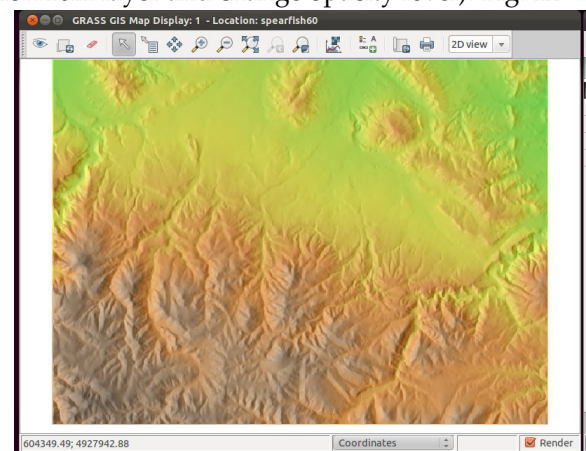 GRASS GIS Map Display: 1 - Location: spearfish60
2D view
604349.49; 4927942.88
Coordinates
Render